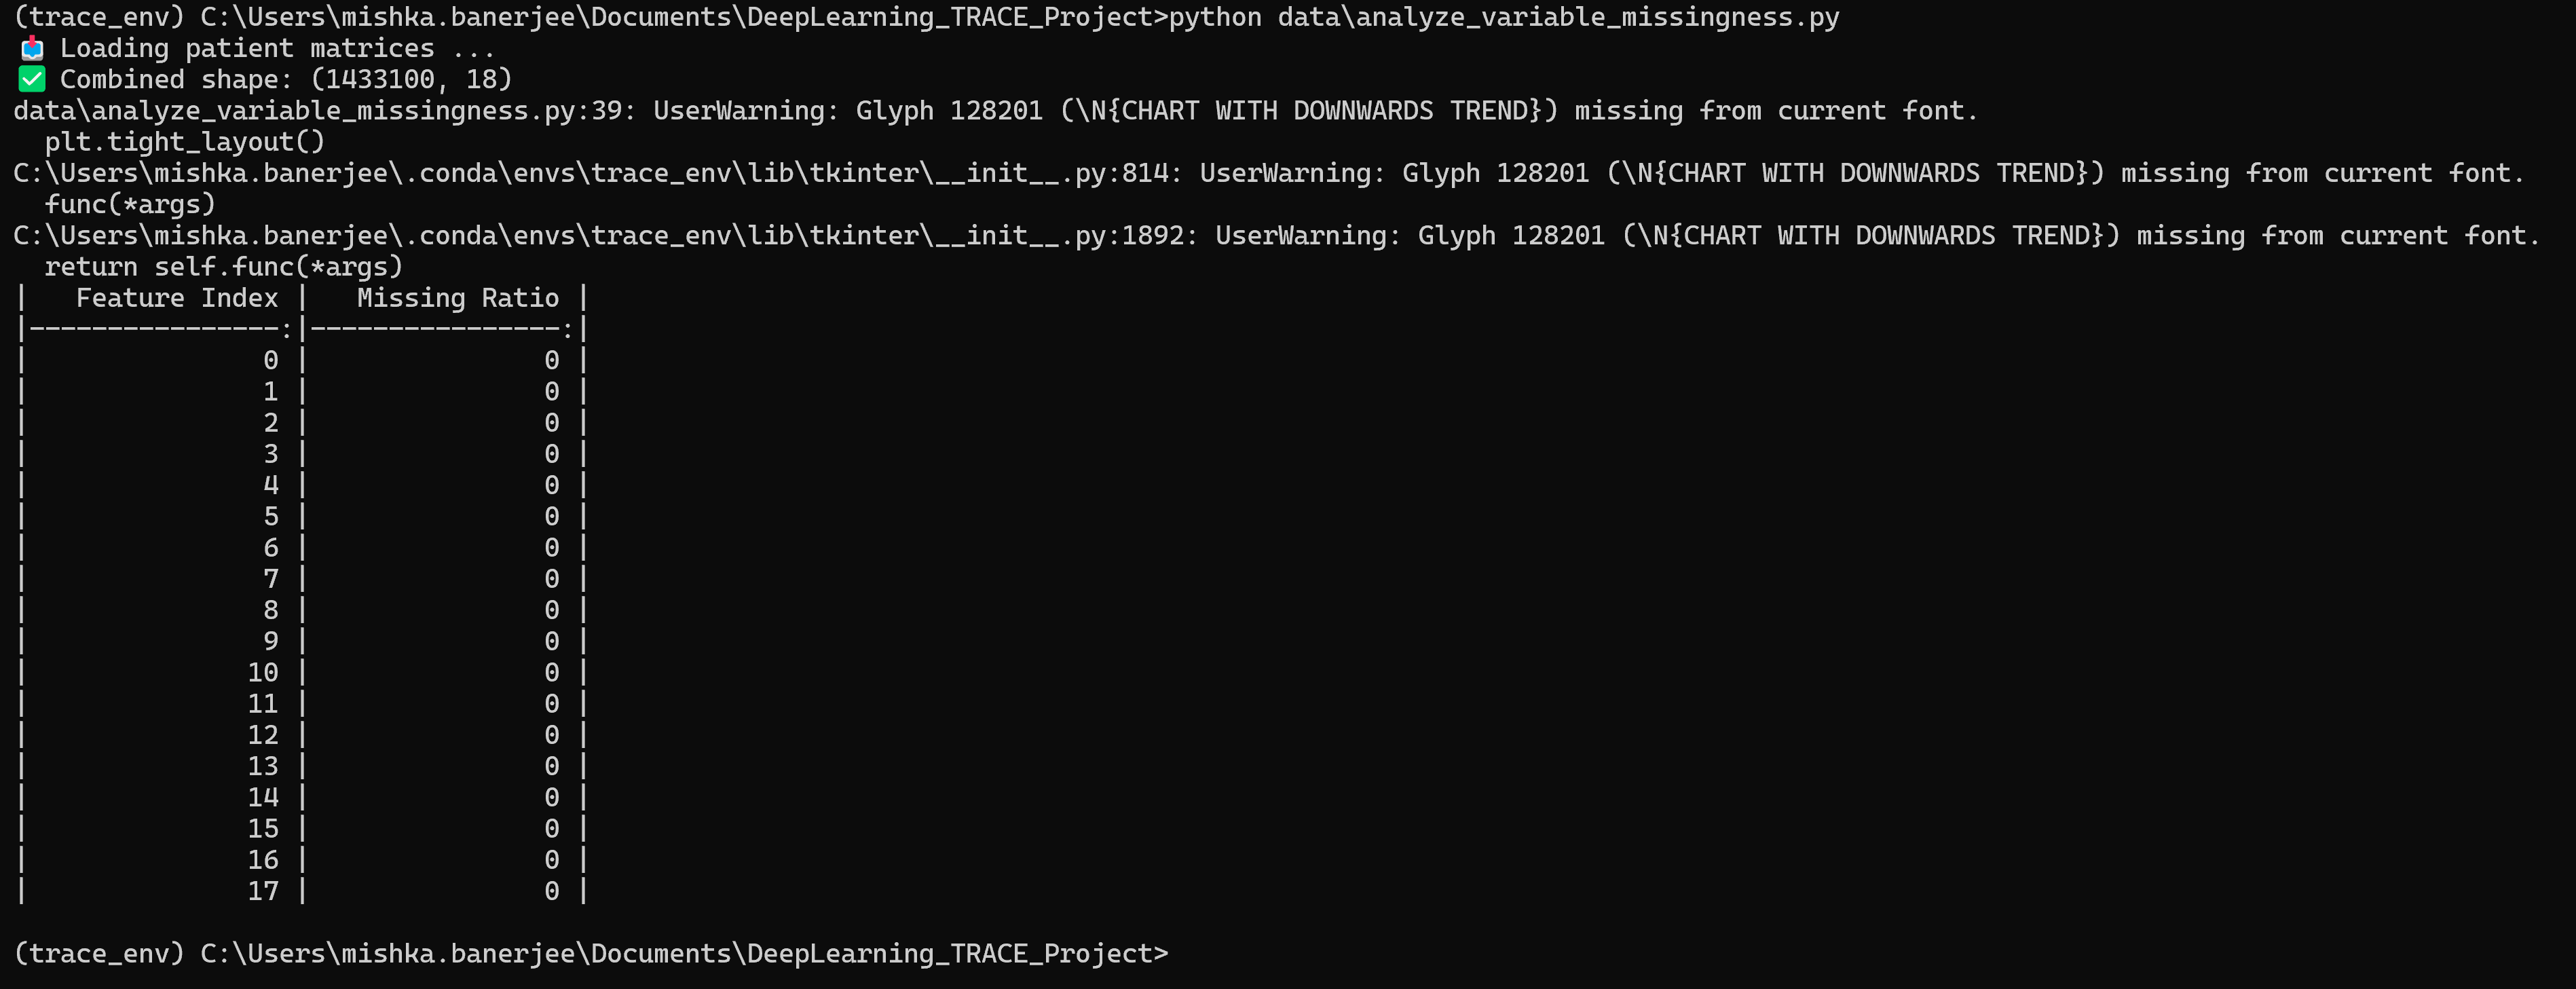 (trace_env) C:\Users\mishka.banerjee\Documents\DeepLearning_TRACE_Project>python data\analyze_variable_missingness.py
📥 Loading patient matrices ...
✅ Combined shape: (1433100, 18)
data\analyze_variable_missingness.py:39: UserWarning: Glyph 128201 (\N{CHART WITH DOWNWARDS TREND}) missing from current font.
  plt.tight_layout()
C:\Users\mishka.banerjee\.conda\envs\trace_env\lib\tkinter\__init__.py:814: UserWarning: Glyph 128201 (\N{CHART WITH DOWNWARDS TREND}) missing from current font.
  func(*args)
C:\Users\mishka.banerjee\.conda\envs\trace_env\lib\tkinter\__init__.py:1892: UserWarning: Glyph 128201 (\N{CHART WITH DOWNWARDS TREND}) missing from current font.
  return self.func(*args)
|   Feature Index |   Missing Ratio |
|----------------:|----------------:|
|               0 |               0 |
|               1 |               0 |
|               2 |               0 |
|               3 |               0 |
|               4 |               0 |
|               5 |               0 |
|               6 |               0 |
|               7 |               0 |
|               8 |               0 |
|               9 |               0 |
|              10 |               0 |
|              11 |               0 |
|              12 |               0 |
|              13 |               0 |
|              14 |               0 |
|              15 |               0 |
|              16 |               0 |
|              17 |               0 |
(trace_env) C:\Users\mishka.banerjee\Documents\DeepLearning_TRACE_Project>